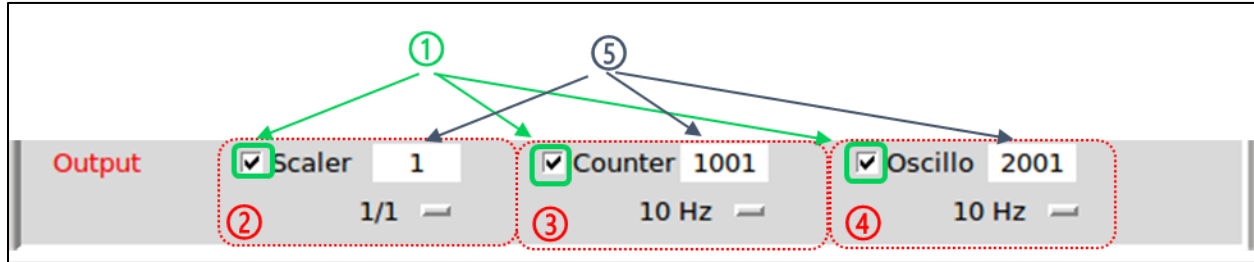 ① ⑤
Output Scaler 1 Counter 1001 Oscillo 2001
② 1/1 ③ 10 Hz ④ 10 Hz